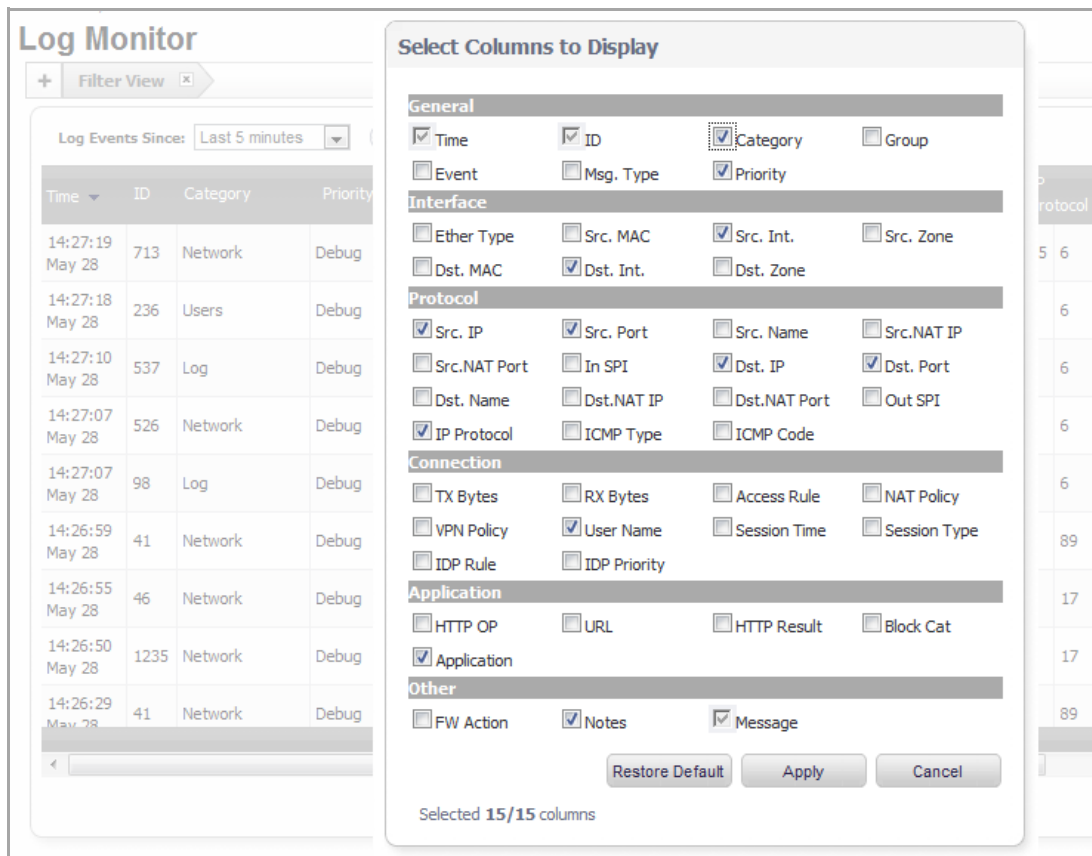 Log Monitor
+ Filter View x
Log Events Since: Last 5 minutes
Time ID Category Priority
14:27:19 May 28 713 Network Debug
14:27:18 May 28 236 Users Debug
14:27:10 May 28 537 Log Debug
14:27:07 May 28 526 Network Debug
14:27:07 May 28 98 Log Debug
14:26:59 May 28 41 Network Debug
14:26:55 May 28 46 Network Debug
14:26:50 May 28 1235 Network Debug
14:26:29 May 28 41 Network Debug
Select Columns to Display
General
Time ID Category Group
Event Msg. Type Priority
Interface
Ether Type Src. MAC Src. Int. Src. Zone
Dst. MAC Dst. Int. Dst. Zone
Protocol
Src. IP Src. Port Src. Name Src.NAT IP
Src.NAT Port In SPI Dst. IP Dst. Port
Dst. Name Dst.NAT IP Dst.NAT Port Out SPI
IP Protocol ICMP Type ICMP Code
Connection
TX Bytes RX Bytes Access Rule NAT Policy
VPN Policy User Name Session Time Session Type
IDP Rule IDP Priority
Application
HTTP OP URL HTTP Result Block Cat
Application
Other
FW Action Notes Message
Restore Default Apply Cancel
Selected 15/15 columns
rotocol
5 6
6
6
6
6
89
17
17
89